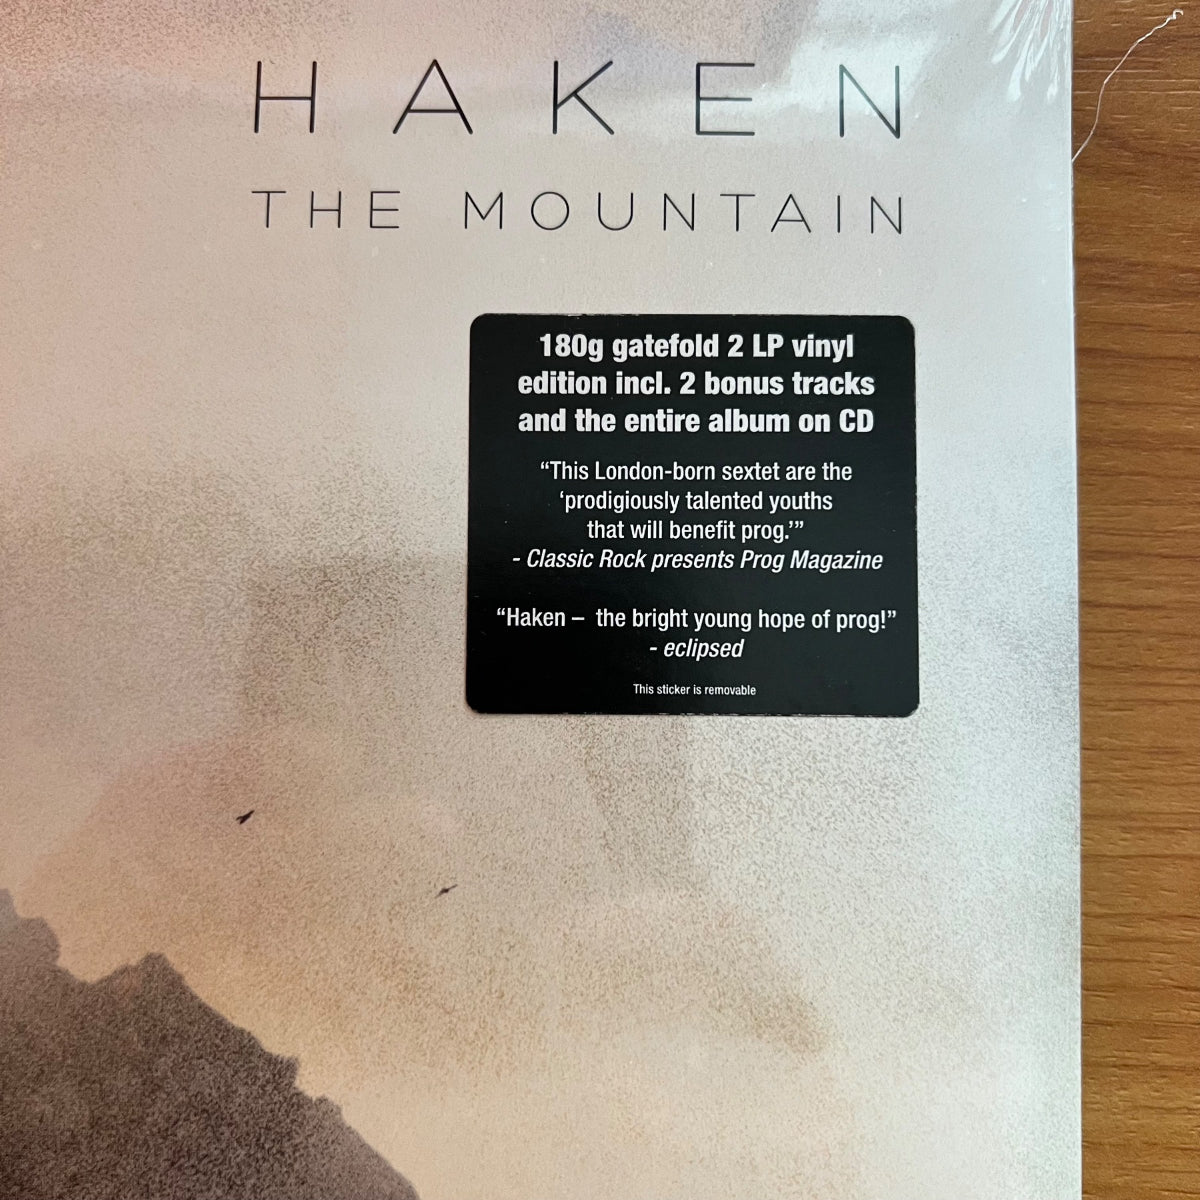 HAKEN
THE MOUNTAIN
180g gatefold 2 LP vinyl
edition incl. 2 bonus tracks
and the entire album on CD
“This London-born sextet are the
‘prodigiously talented youths
that will benefit prog.’”
- Classic Rock presents Prog Magazine
“Haken –  the bright young hope of prog!”
- eclipsed
This sticker is removable